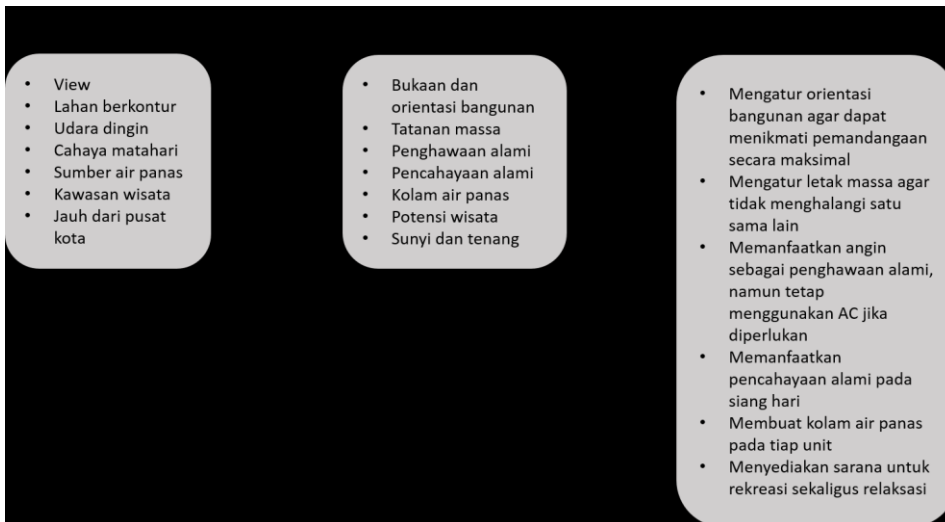 • View
• Lahan berkontur
• Udara dingin
• Cahaya matahari
• Sumber air panas
• Kawasan wisata
• Jauh dari pusat
kota
• Bukaan dan
orientasi bangunan
• Tatanan massa
• Penghawaan alami
• Pencahayaan alami
• Kolam air panas
• Potensi wisata
• Sunyi dan tenang
• Mengatur orientasi
bangunan agar dapat
menikmati pemandangaan
secara maksimal
• Mengatur letak massa agar
tidak menghalangi satu
sama lain
• Memanfaatkan angin
sebagai penghawaan alami,
namun tetap
menggunakan AC jika
diperlukan
• Memanfaatkan
pencahayaan alami pada
siang hari
• Membuat kolam air panas
pada tiap unit
• Menyediakan sarana untuk
rekreasi sekaligus relaksasi